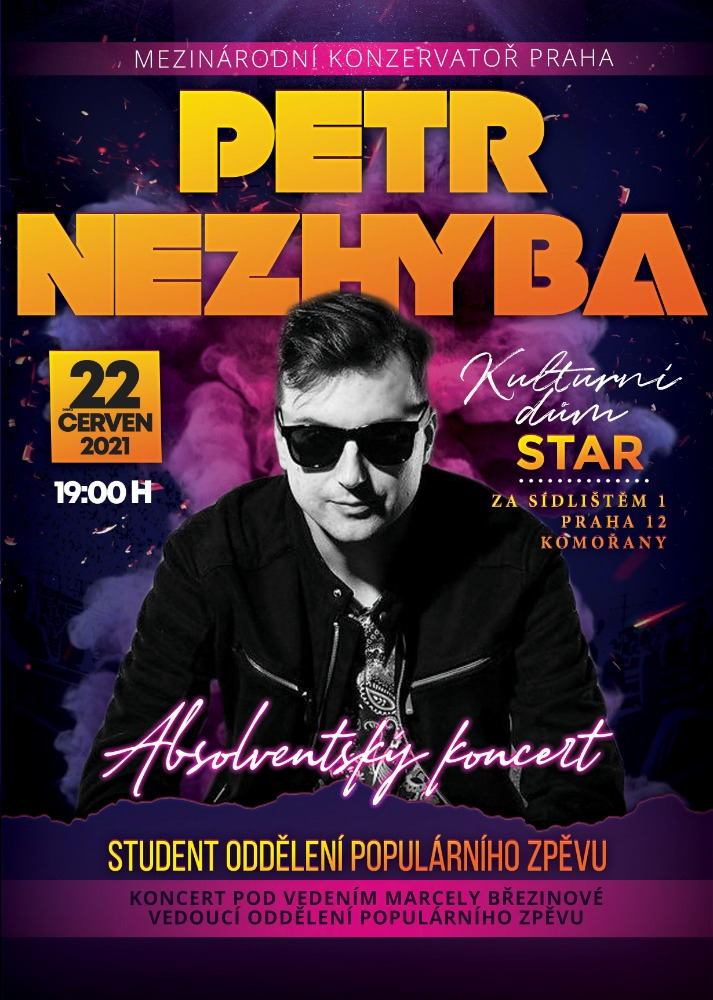 MEZINÁRODNÍ KONZERVATOŘ PRAHA
PETR
NEZHYBA
22
ČERVEN
2021
19:00 H
Kulturní
dům
STAR
ZA SÍDLIŠTĚM 1
PRAHA 12
KOMOŘANY
Absolventský koncert
STUDENT ODDĚLENÍ POPULÁRNÍHO ZPĚVU
KONCERT POD VEDENÍM MARCELY BŘEZINOVÉ
VEDOUCÍ ODDĚLENÍ POPULÁRNÍHO ZPĚVU